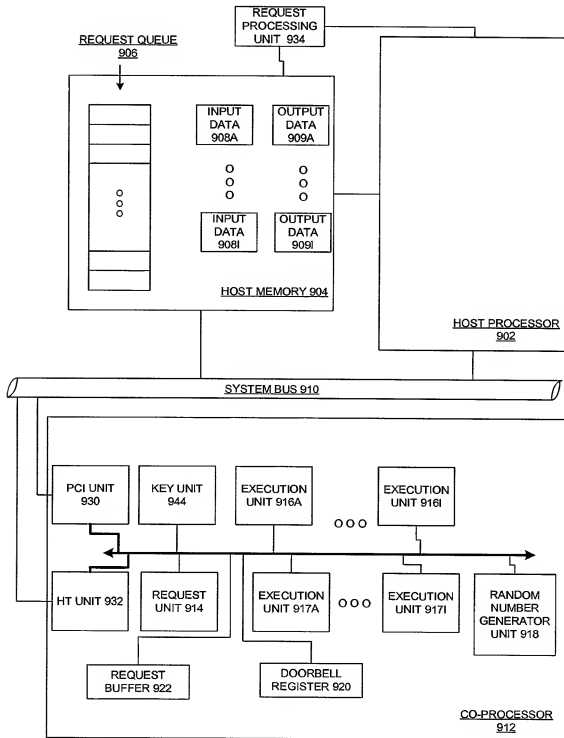 REQUEST
PROCESSING
UNIT 934
REQUEST QUEUE
906
INPUT
DATA
908A
OUTPUT
DATA
909A
INPUT
DATA
908I
OUTPUT
DATA
909I
HOST MEMORY 904
HOST PROCESSOR
902
SYSTEM BUS 910
PCI UNIT
930
KEY UNIT
944
EXECUTION
UNIT 916A
EXECUTION
UNIT 916I
HT UNIT 932
REQUEST
UNIT 914
EXECUTION
UNIT 917A
EXECUTION
UNIT 917I
RANDOM
NUMBER
GENERATOR
UNIT 918
REQUEST
BUFFER 922
DOORBELL
REGISTER 920
CO-PROCESSOR
912